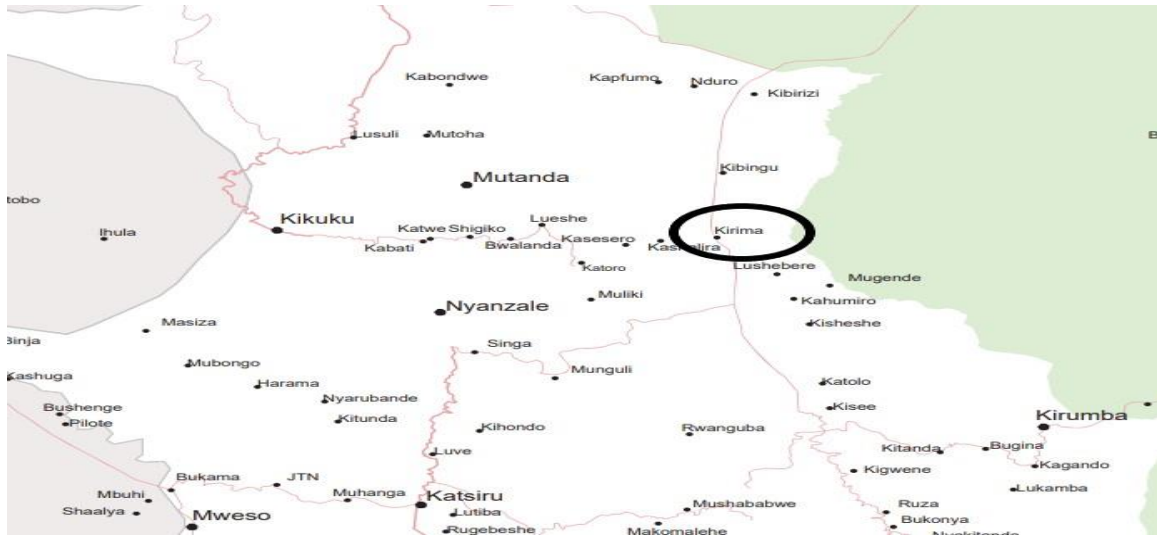 Kabondwe
Kapfumo
Nduro
Kibirizi
Lusuli
Mutoha
Kibingu
Mutanda
tobo
Ihula
Kikuku
Lueshe
Katwe
Shigiko
Kabati
Bwalanda
Kasesero
Kirima
Katoro
Lushebere
Mugende
Muliki
Kahumiro
Nyanzale
Kisheshe
Masiza
Binja
Singa
Mubongo
Munguli
Kashuga
Harama
Katolo
Nyarubande
Bushenge
Pilote
Kitunda
Kisee
Kirumba
Kihondo
Rwanguba
Kitanda
Bugina
Luve
Kigwene
Kagando
Bukama
JTN
Mbuhi
Muhanga
Katsiru
Lukamba
Mushababwe
Ruza
Shaalya
Mweso
Lutiba
Bukonya
Rugebeshe
Makomalehe